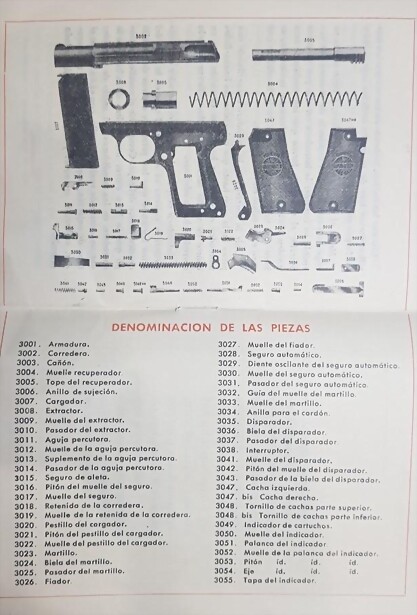 3002
3003
3006
3005
3004
3047
3001
DENOMINACION DE LAS PIEZAS
3001. Armadura.
3002. Corredera.
3003. Cañón.
3004. Muelle recuperador
3005. Tope del recuperador.
3006. Anillo de sujeción.
3007. Cargador.
3008. Extractor.
3009. Muelle del extractor.
3010. Pasador del extractor.
3011. Aguja percutora.
3012. Muelle de la aguja percutora.
3013. Suplemento de la aguja percutora.
3014. Pasador de la aguja percutora.
3015. Seguro de aleta.
3016. Pitón del muelle del seguro.
3017. Muelle del seguro.
3018. Retenida de la corredera.
3019. Muelle de la retenida de la corredera.
3020. Pestillo del cargador.
3021. Pitón del pestillo del cargador.
3022. Muelle del pestillo del cargador.
3023. Martillo.
3024. Biela del martillo.
3025. Pasador del martillo.
3026. Fiador.
3027. Muelle del fiador.
3028. Seguro automático.
3029. Diente oscilante del seguro automático.
3030. Muelle del seguro automático.
3031. Pasador del seguro automático.
3032. Guía del muelle del martillo.
3033. Muelle del martillo.
3034. Anilla para el cordón.
3035. Disparador.
3036. Biela del disparador.
3037. Pasador del disparador
3038. Interruptor.
3041. Muelle del disparador.
3042. Pitón del muelle del disparador.
3043. Pasador de la biela del disparador.
3047. Cacha izquierda.
3047. bis Cacha derecha.
3048. Tornillo de cachas parte superior.
3048. bis Tornillo de cachas parte inferior.
3049. Indicador de cartuchos.
3050. Muelle del indicador.
3051. Palanca del indicador.
3052. Muelle de la palanca del indicador.
3053. Pitón id. id. id.
3054. Eje id. id. id.
3055. Tapa del indicador.